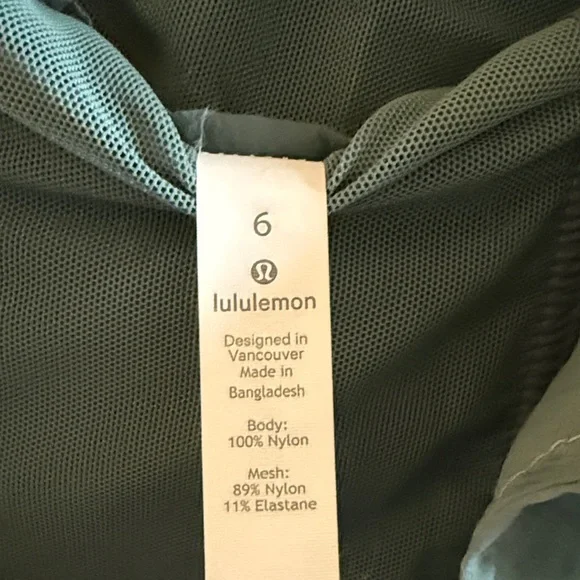 6
lululemon
Designed in
Vancouver
Made in
Bangladesh
Body:
100% Nylon
Mesh:
89% Nylon
11% Elastane